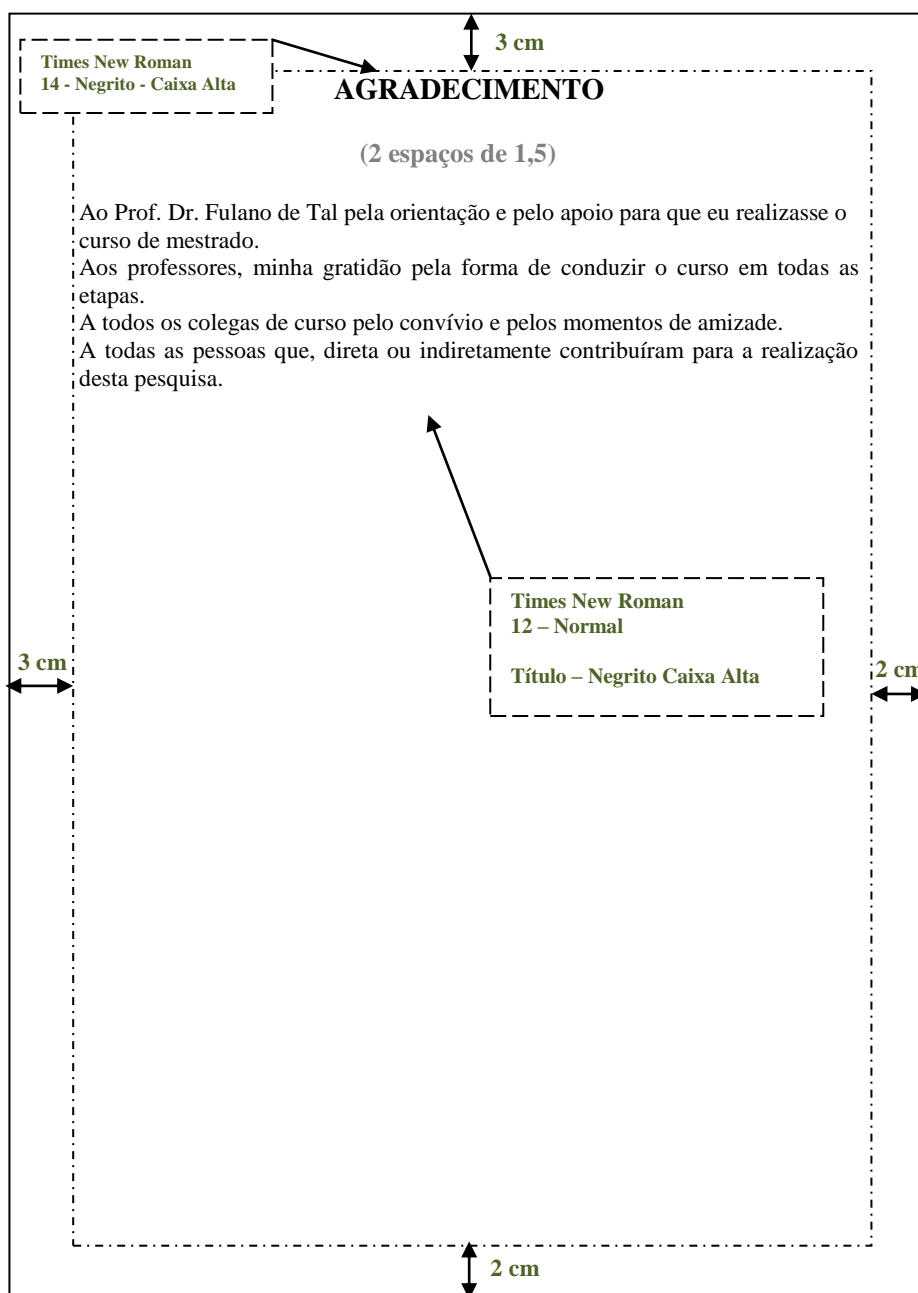 3 cm
Times New Roman
14 - Negrito - Caixa Alta
AGRADECIMENTO
(2 espaços de 1,5)
Ao Prof. Dr. Fulano de Tal pela orientação e pelo apoio para que eu realizasse o
curso de mestrado.
Aos professores, minha gratidão pela forma de conduzir o curso em todas as
etapas.
A todos os colegas de curso pelo convívio e pelos momentos de amizade.
A todas as pessoas que, direta ou indiretamente contribuíram para a realização
desta pesquisa.
Times New Roman
12 – Normal
Título – Negrito Caixa Alta
3 cm
2 cm
2 cm